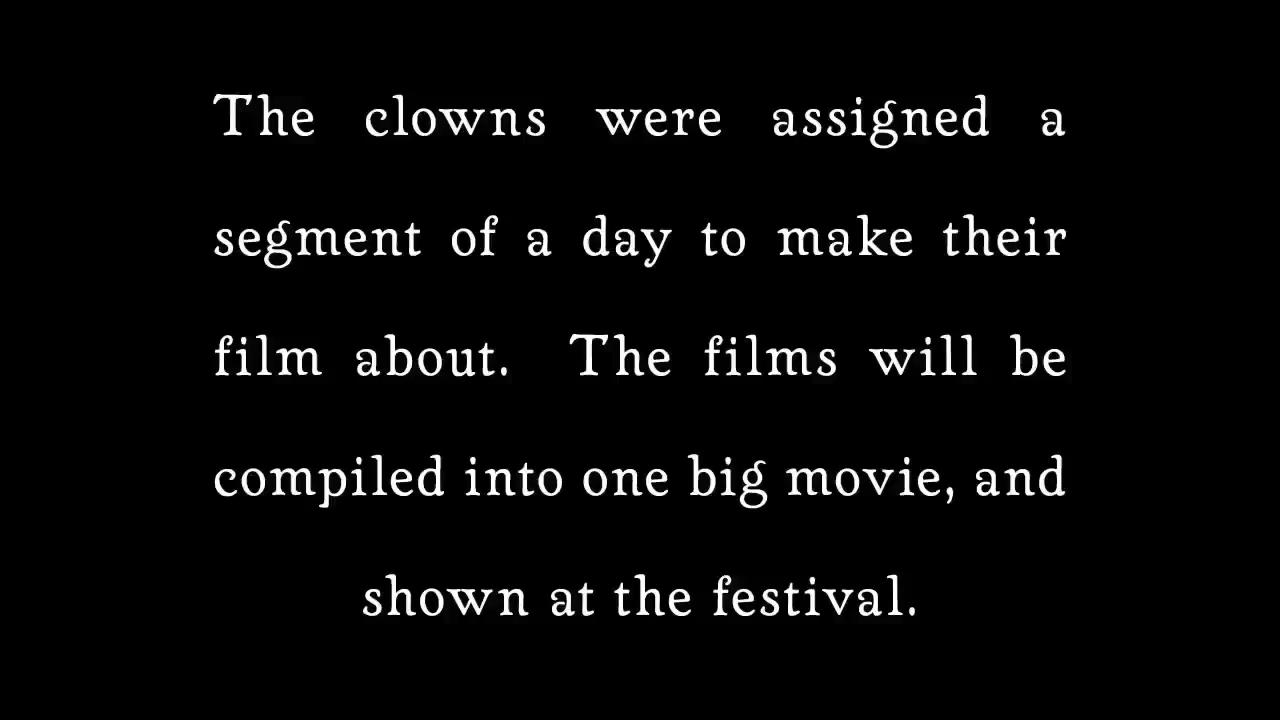 The clowns were assigned a
segment of a day to make their
film about. The films will be
compiled into one big movie, and
shown at the festival.